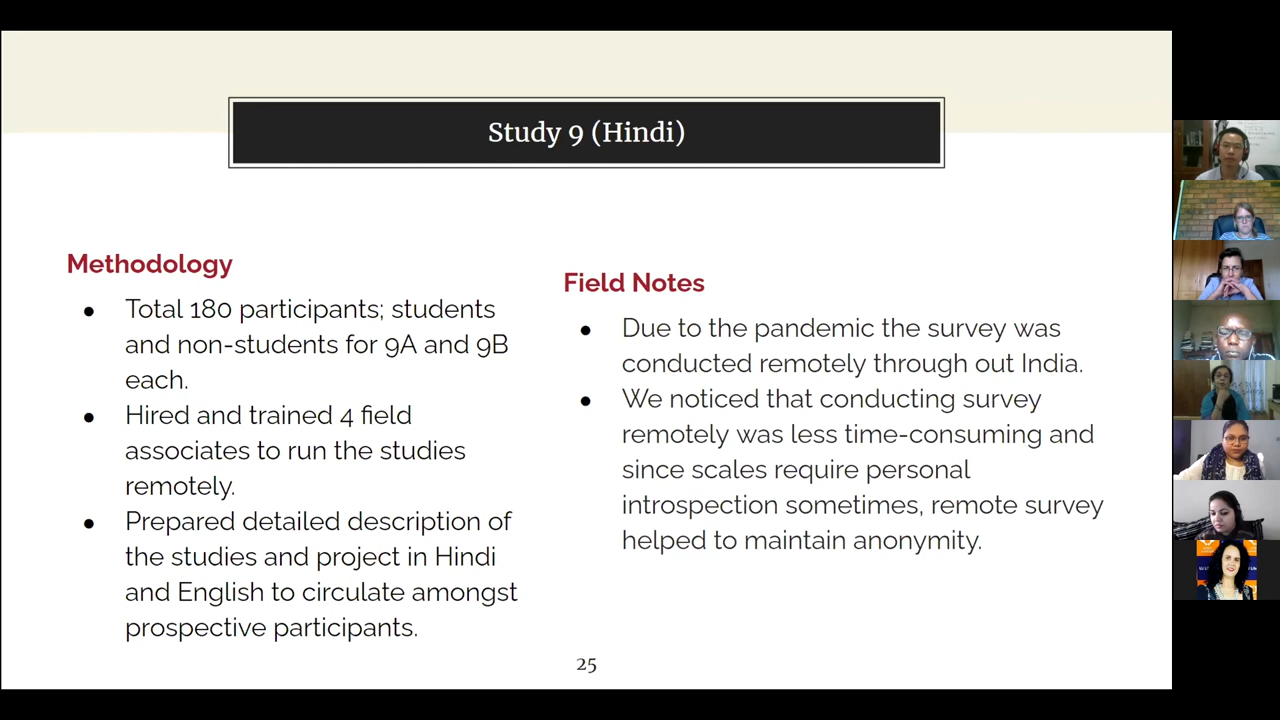 Study 9 (Hindi)
Methodology
● Total 180 participants; students
and non-students for 9A and 9B
each.
● Hired and trained 4 field
associates to run the studies
remotely.
● Prepared detailed description of
the studies and project in Hindi
and English to circulate amongst
prospective participants.
Field Notes
● Due to the pandemic the survey was
conducted remotely through out India.
● We noticed that conducting survey
remotely was less time-consuming and
since scales require personal
introspection sometimes, remote survey
helped to maintain anonymity.
25